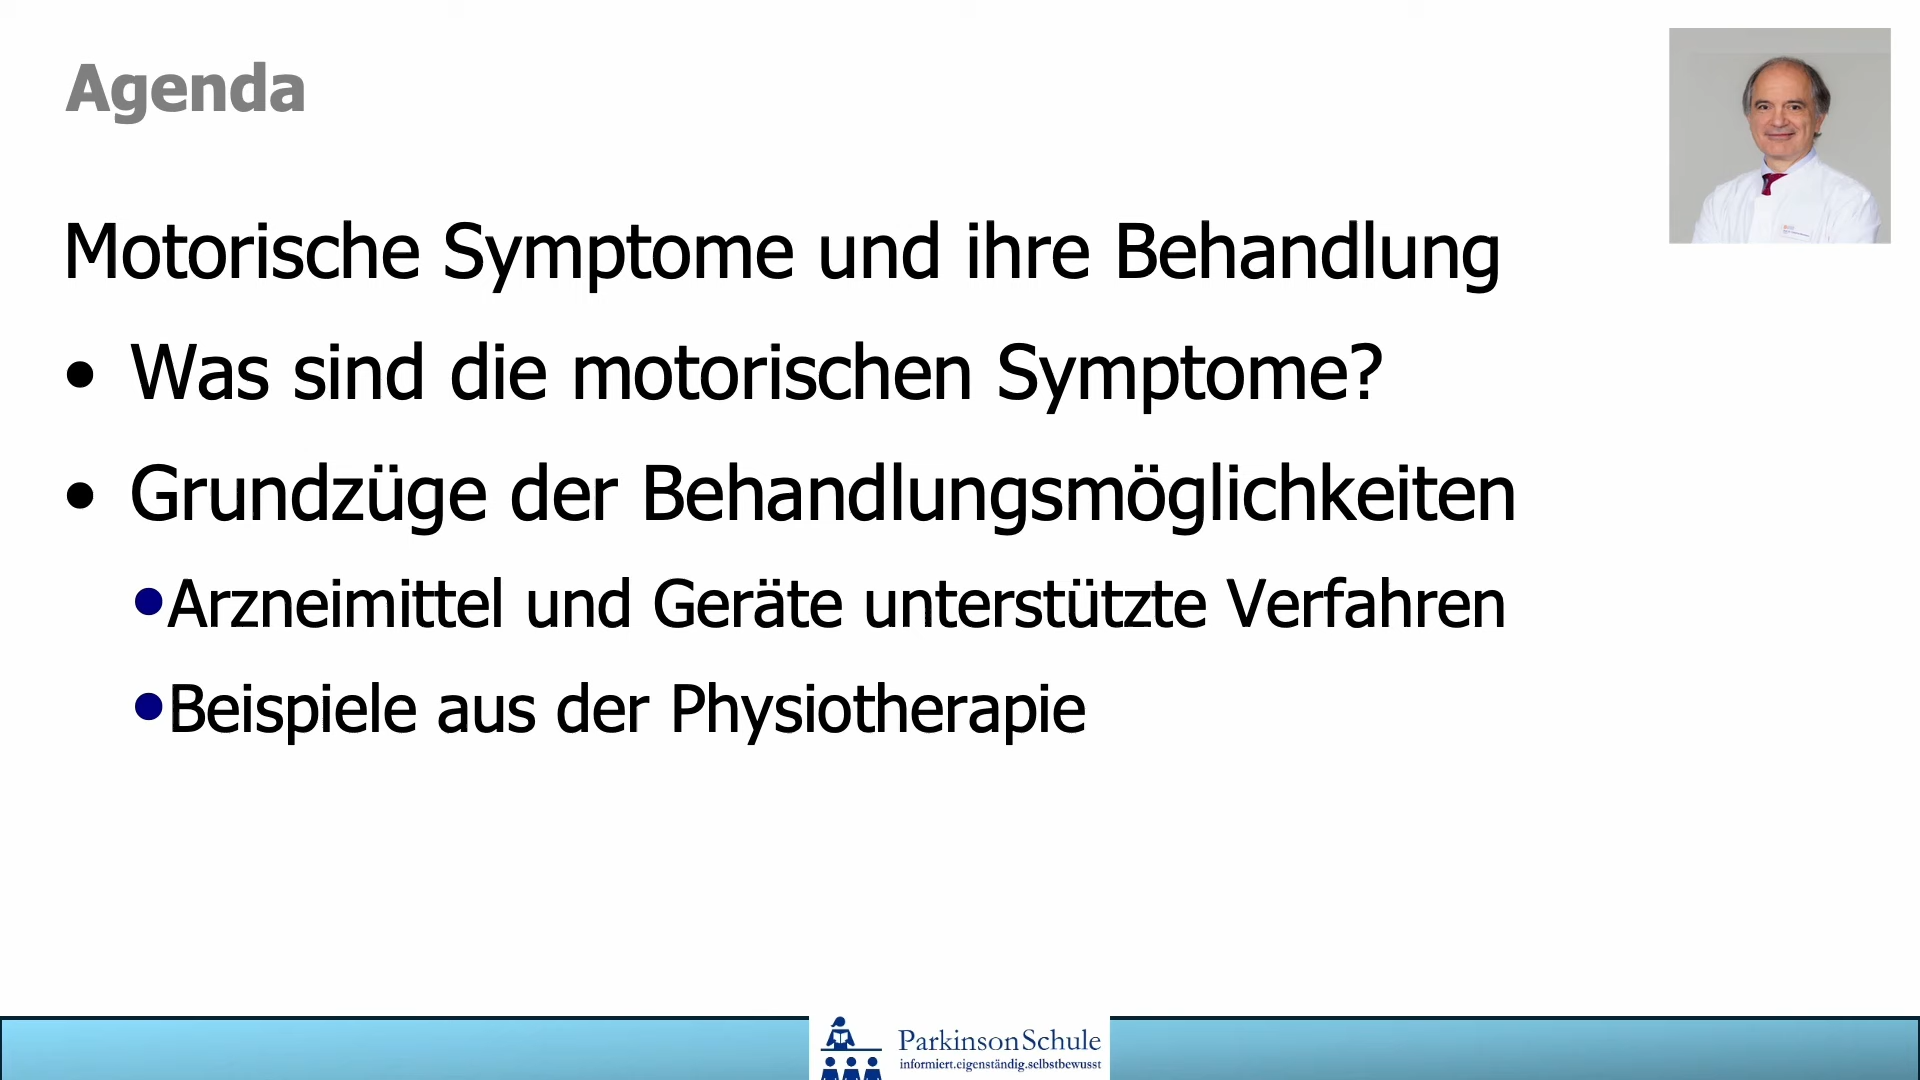 Agenda
Motorische Symptome und ihre Behandlung
• Was sind die motorischen Symptome?
• Grundzüge der Behandlungsmöglichkeiten
•Arzneimittel und Geräte unterstützte Verfahren
•Beispiele aus der Physiotherapie
ParkinsonSchule
informiert.eigenständig.selbstbewusst